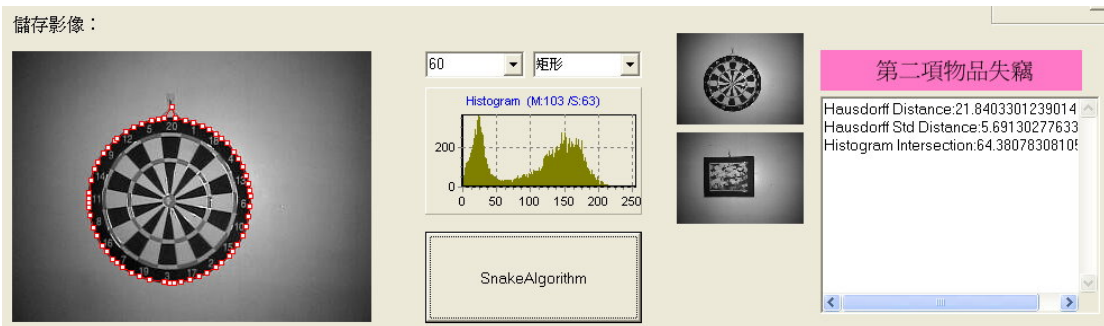 儲存影像：
60
矩形
Histogram (M:103 /S:63)
200
0
0 50 100 150 200 250
SnakeAlgorithm
第二項物品失竊
Hausdorff Distance:21.8403301239014
Hausdorff Std Distance:5.69130277633
Histogram Intersection:64.3807830810